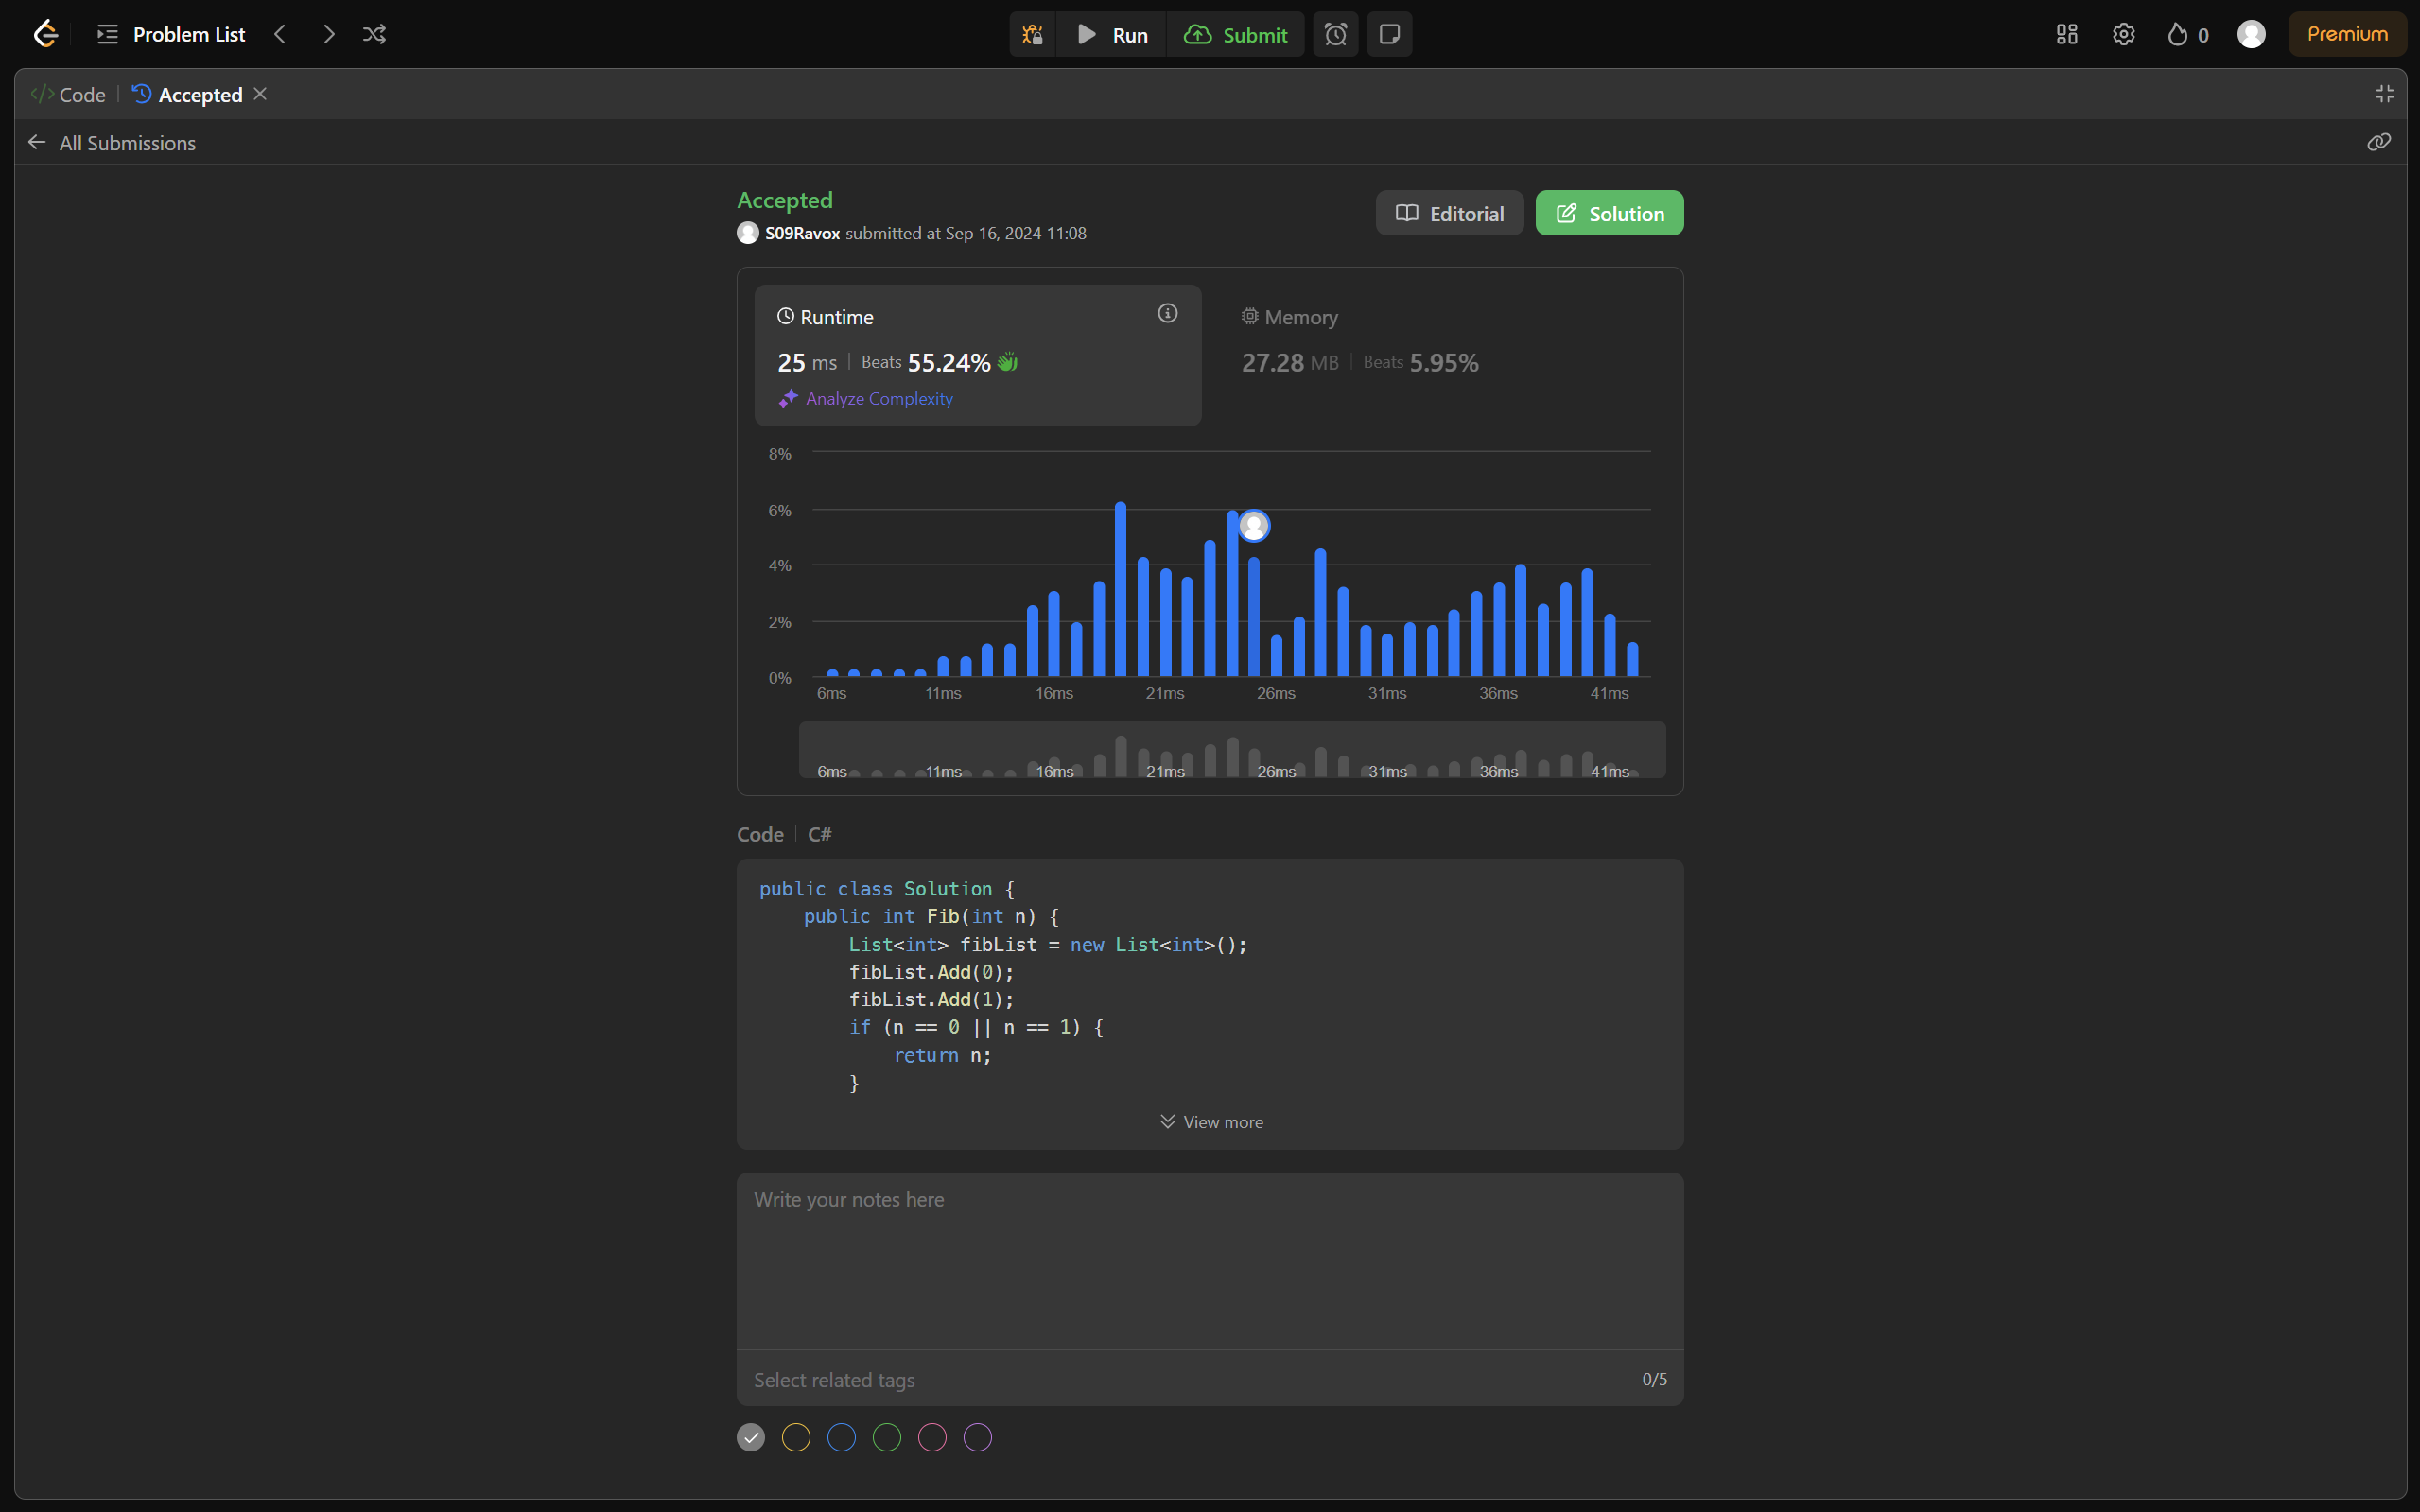 Problem List
Run
Submit
0
Premium
</> Code
Accepted
All Submissions
Accepted
S09Ravox submitted at Sep 16, 2024 11:08
Editorial
Solution
Runtime
25 ms | Beats 55.24%
Analyze Complexity
Memory
27.28 MB | Beats 5.95%
8%
6%
4%
2%
0%
6ms 11ms 16ms 21ms 26ms 31ms 36ms 41ms
6ms 11ms 16ms 21ms 26ms 31ms 36ms 41ms
Code | C#
public class Solution {
public int Fib(int n) {
List<int> fibList = new List<int>();
fibList.Add(0);
fibList.Add(1);
if (n == 0 || n == 1) {
return n;
}
View more
Write your notes here
Select related tags
0/5